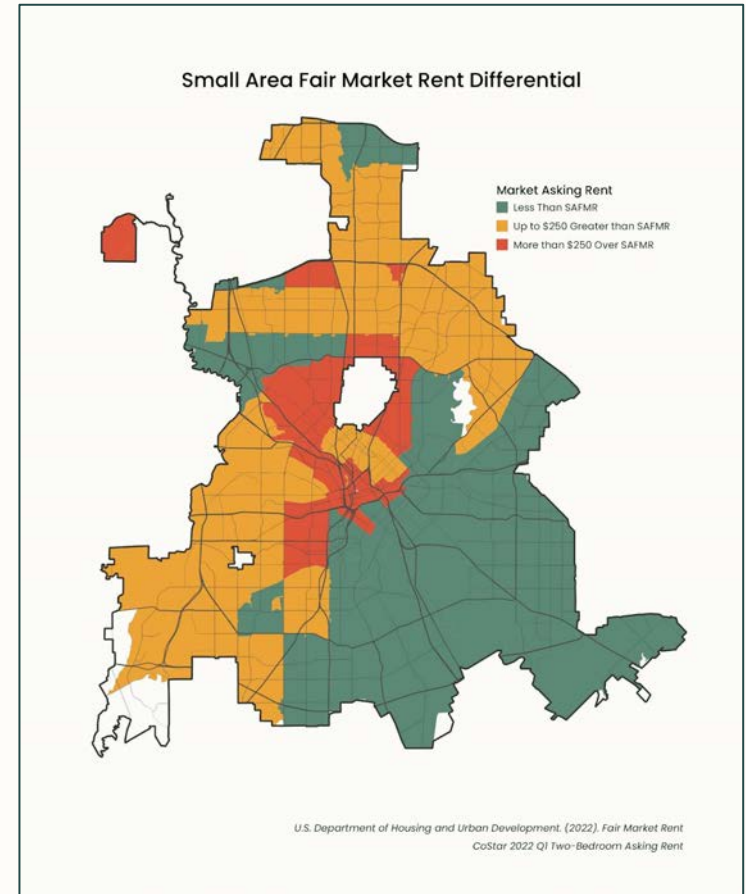 Small Area Fair Market Rent Differential
Market Asking Rent
Less Than SAFMR
Up to $250 Greater than SAFMR
More than $250 Over SAFMR
U.S. Department of Housing and Urban Development. (2022). Fair Market Rent
CoStar 2022 Q1 Two-Bedroom Asking Rent